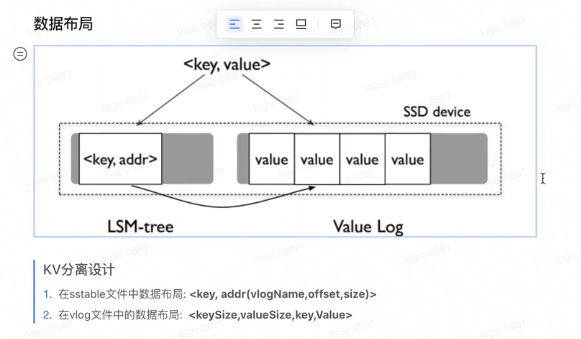 数据布局
<key, value>
SSD device
<key, addr>
value value value value
LSM-tree
Value Log
KV分离设计
1. 在sstable文件中数据布局: <key, addr(vlogName,offset,size)>
2. 在vlog文件中的数据布局: <keySize,valueSize,key,Value>
logic 0887